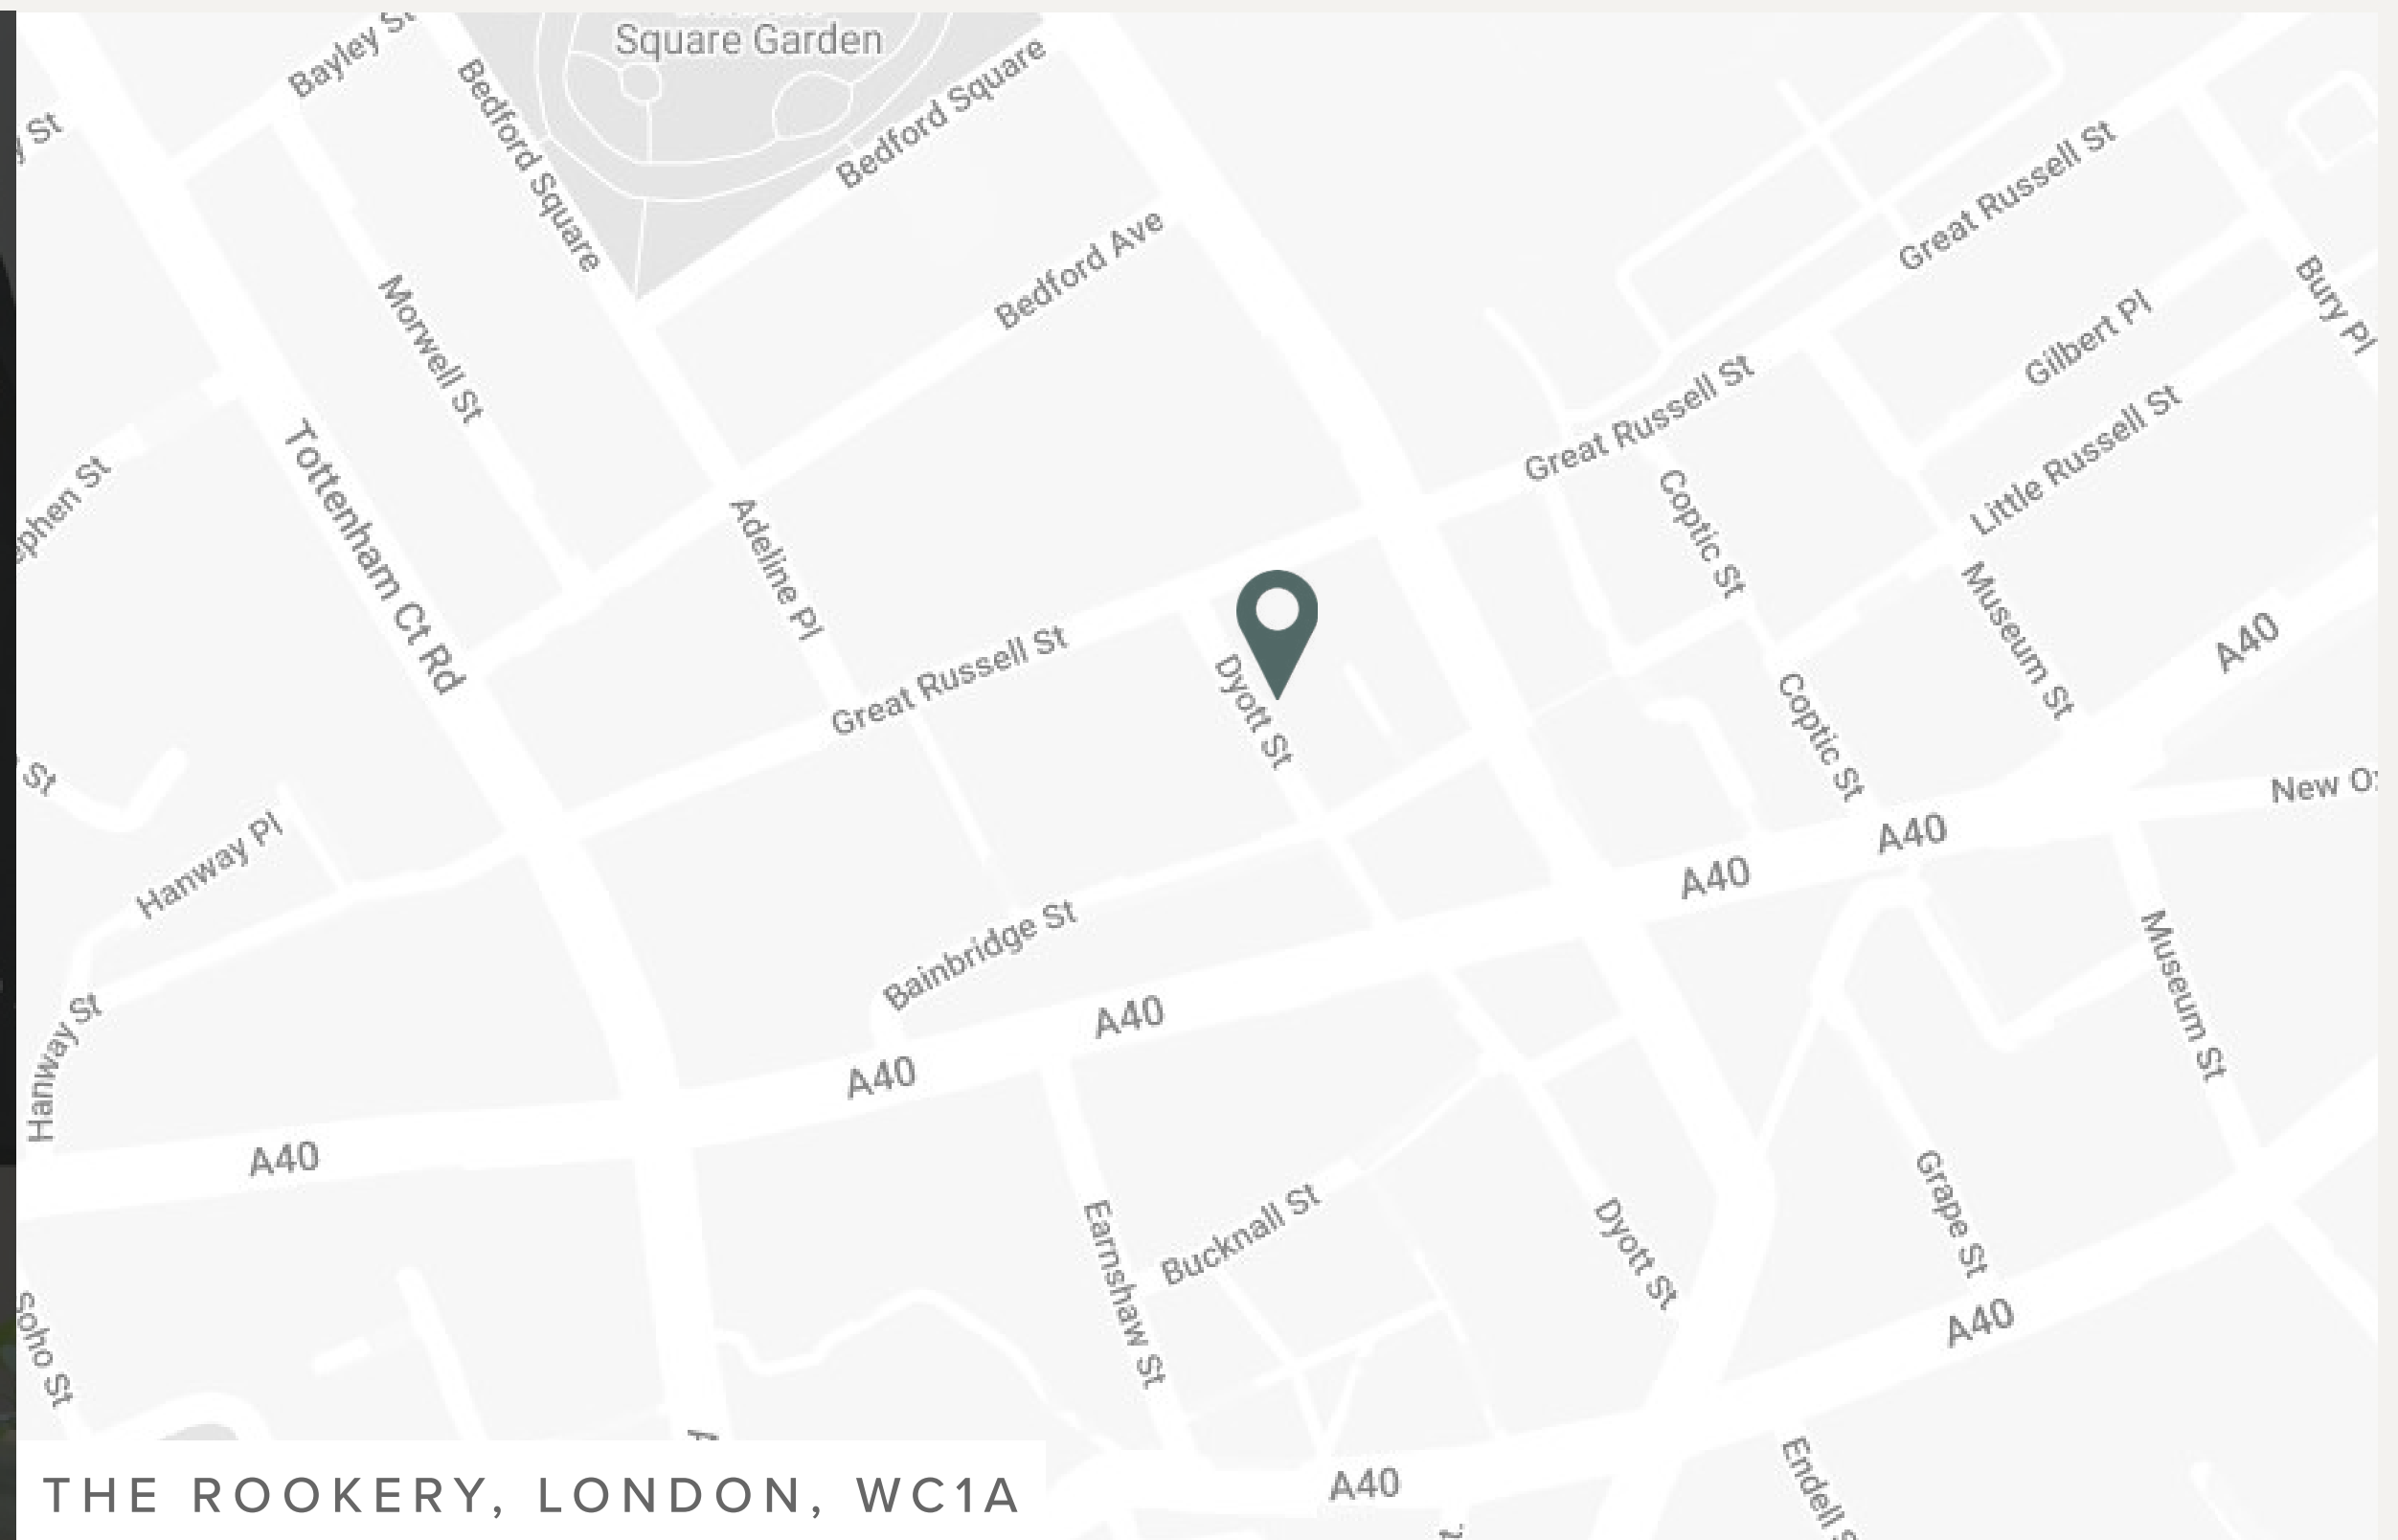 Bayley St
Square Garden
Bedford Square
Bedford Square
St
Great Russell St
Bedford Ave
Bury Pl
Morwell St
Gilbert Pl
Great Russell St
Little Russell St
Tottenham Ct Rd
Coptic St
Adeline Pl
Museum St
A40
Great Russell St
Dyott St
Coptic St
St
New
Hanway Pl
A40
A40
Bainbridge St
Museum St
A40
Hanway St
A40
A40
Earnshaw St
Bucknall St
Dyott St
Grape St
A40
Soho St
A40
Endell
THE ROOKERY, LONDON, WC1A